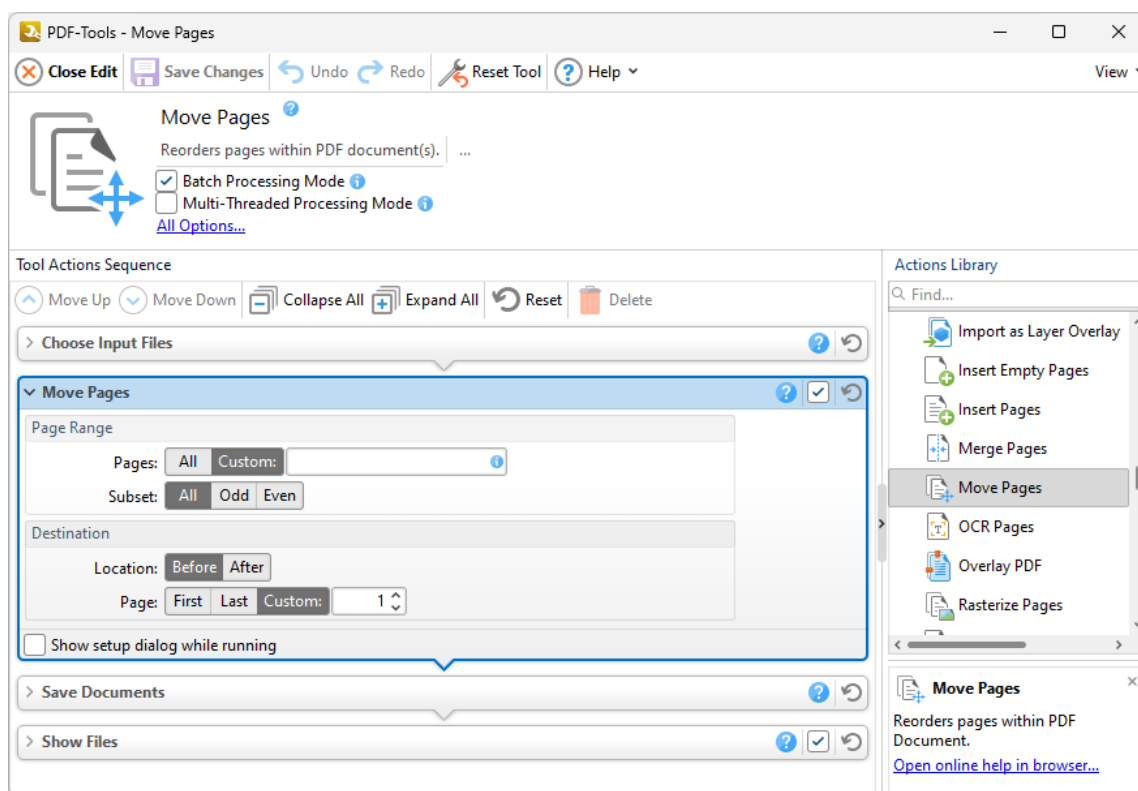 PDF-Tools - Move Pages
Close Edit Save Changes Undo Redo Reset Tool Help View
Move Pages
Reorders pages within PDF document(s). ...
Batch Processing Mode
Multi-Threaded Processing Mode
All Options...
Tool Actions Sequence
Move Up Move Down Collapse All Expand All Reset Delete
Choose Input Files
Move Pages
Page Range
Pages: All Custom:
Subset: All Odd Even
Destination
Location: Before After
Page: First Last Custom: 1
Show setup dialog while running
Save Documents
Show Files
Actions Library
Find...
Import as Layer Overlay
Insert Empty Pages
Insert Pages
Merge Pages
Move Pages
OCR Pages
Overlay PDF
Rasterize Pages
Move Pages
Reorders pages within PDF
Document.
Open online help in browser...